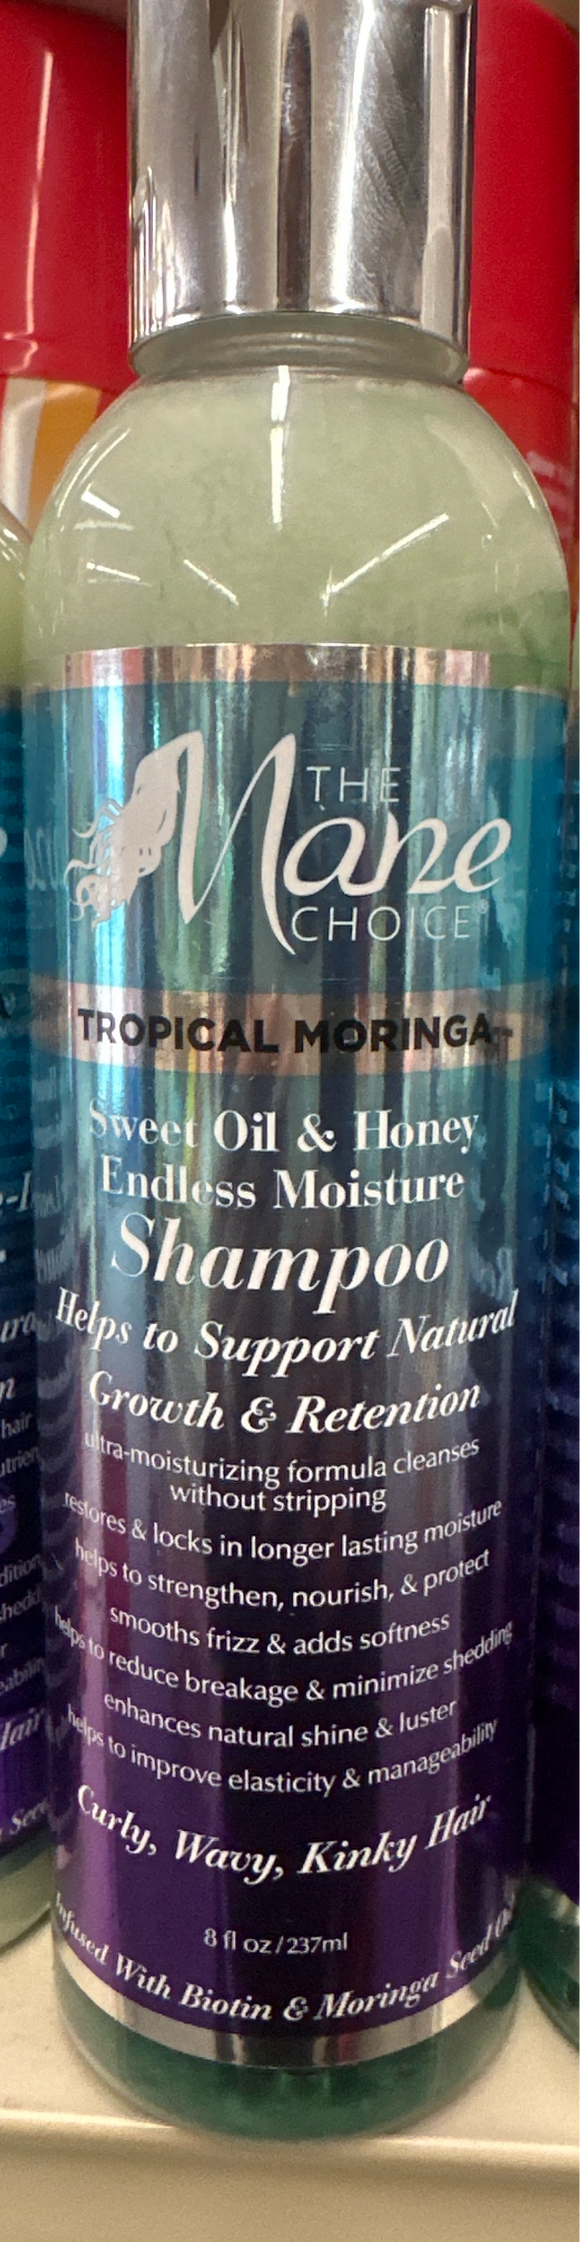 THE
Mane
CHOICE®
TROPICAL MORINGA™
Sweet Oil & Honey
Endless Moisture
Shampoo
Helps to Support Natural
Growth & Retention
ultra-moisturizing formula cleanses
without stripping
restores & locks in longer lasting moisture
helps to strengthen, nourish, & protect
smooths frizz & adds softness
helps to reduce breakage & minimize shedding
enhances natural shine & luster
helps to improve elasticity & manageability
Curly, Wavy, Kinky Hair
8 fl oz/237ml
Infused With Biotin & Moringa Seed Oil
hair